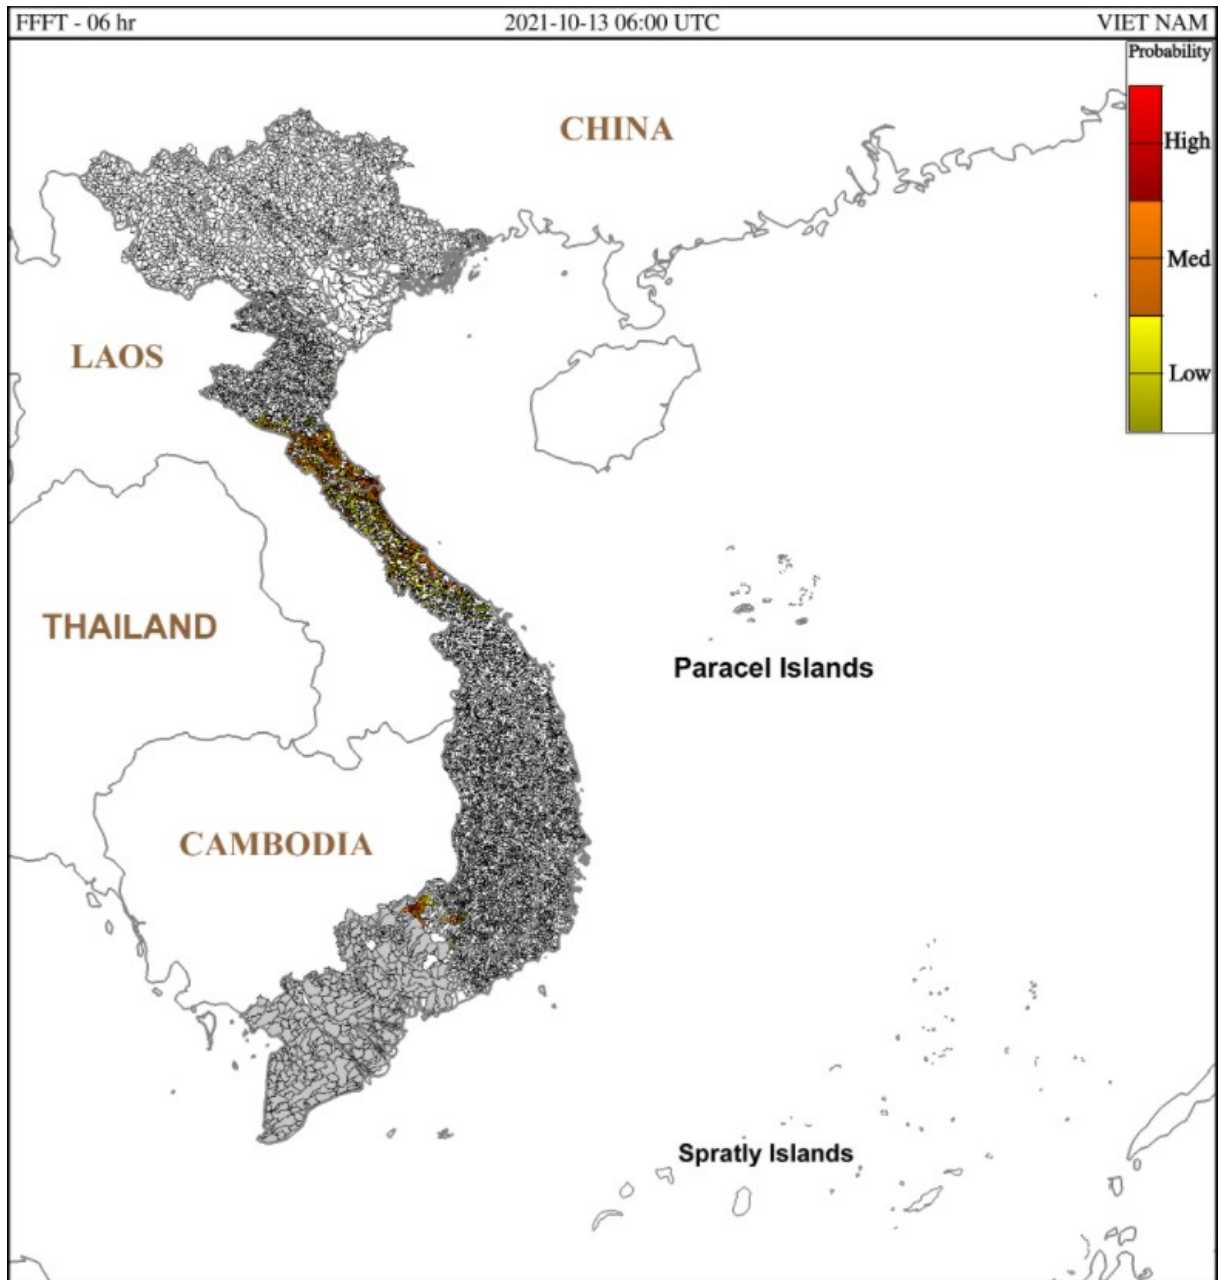 FFFT - 06 hr
2021-10-13 06:00 UTC
VIET NAM
Probability
High
Med
Low
CHINA
LAOS
THAILAND
Paracel Islands
CAMBODIA
Spratly Islands